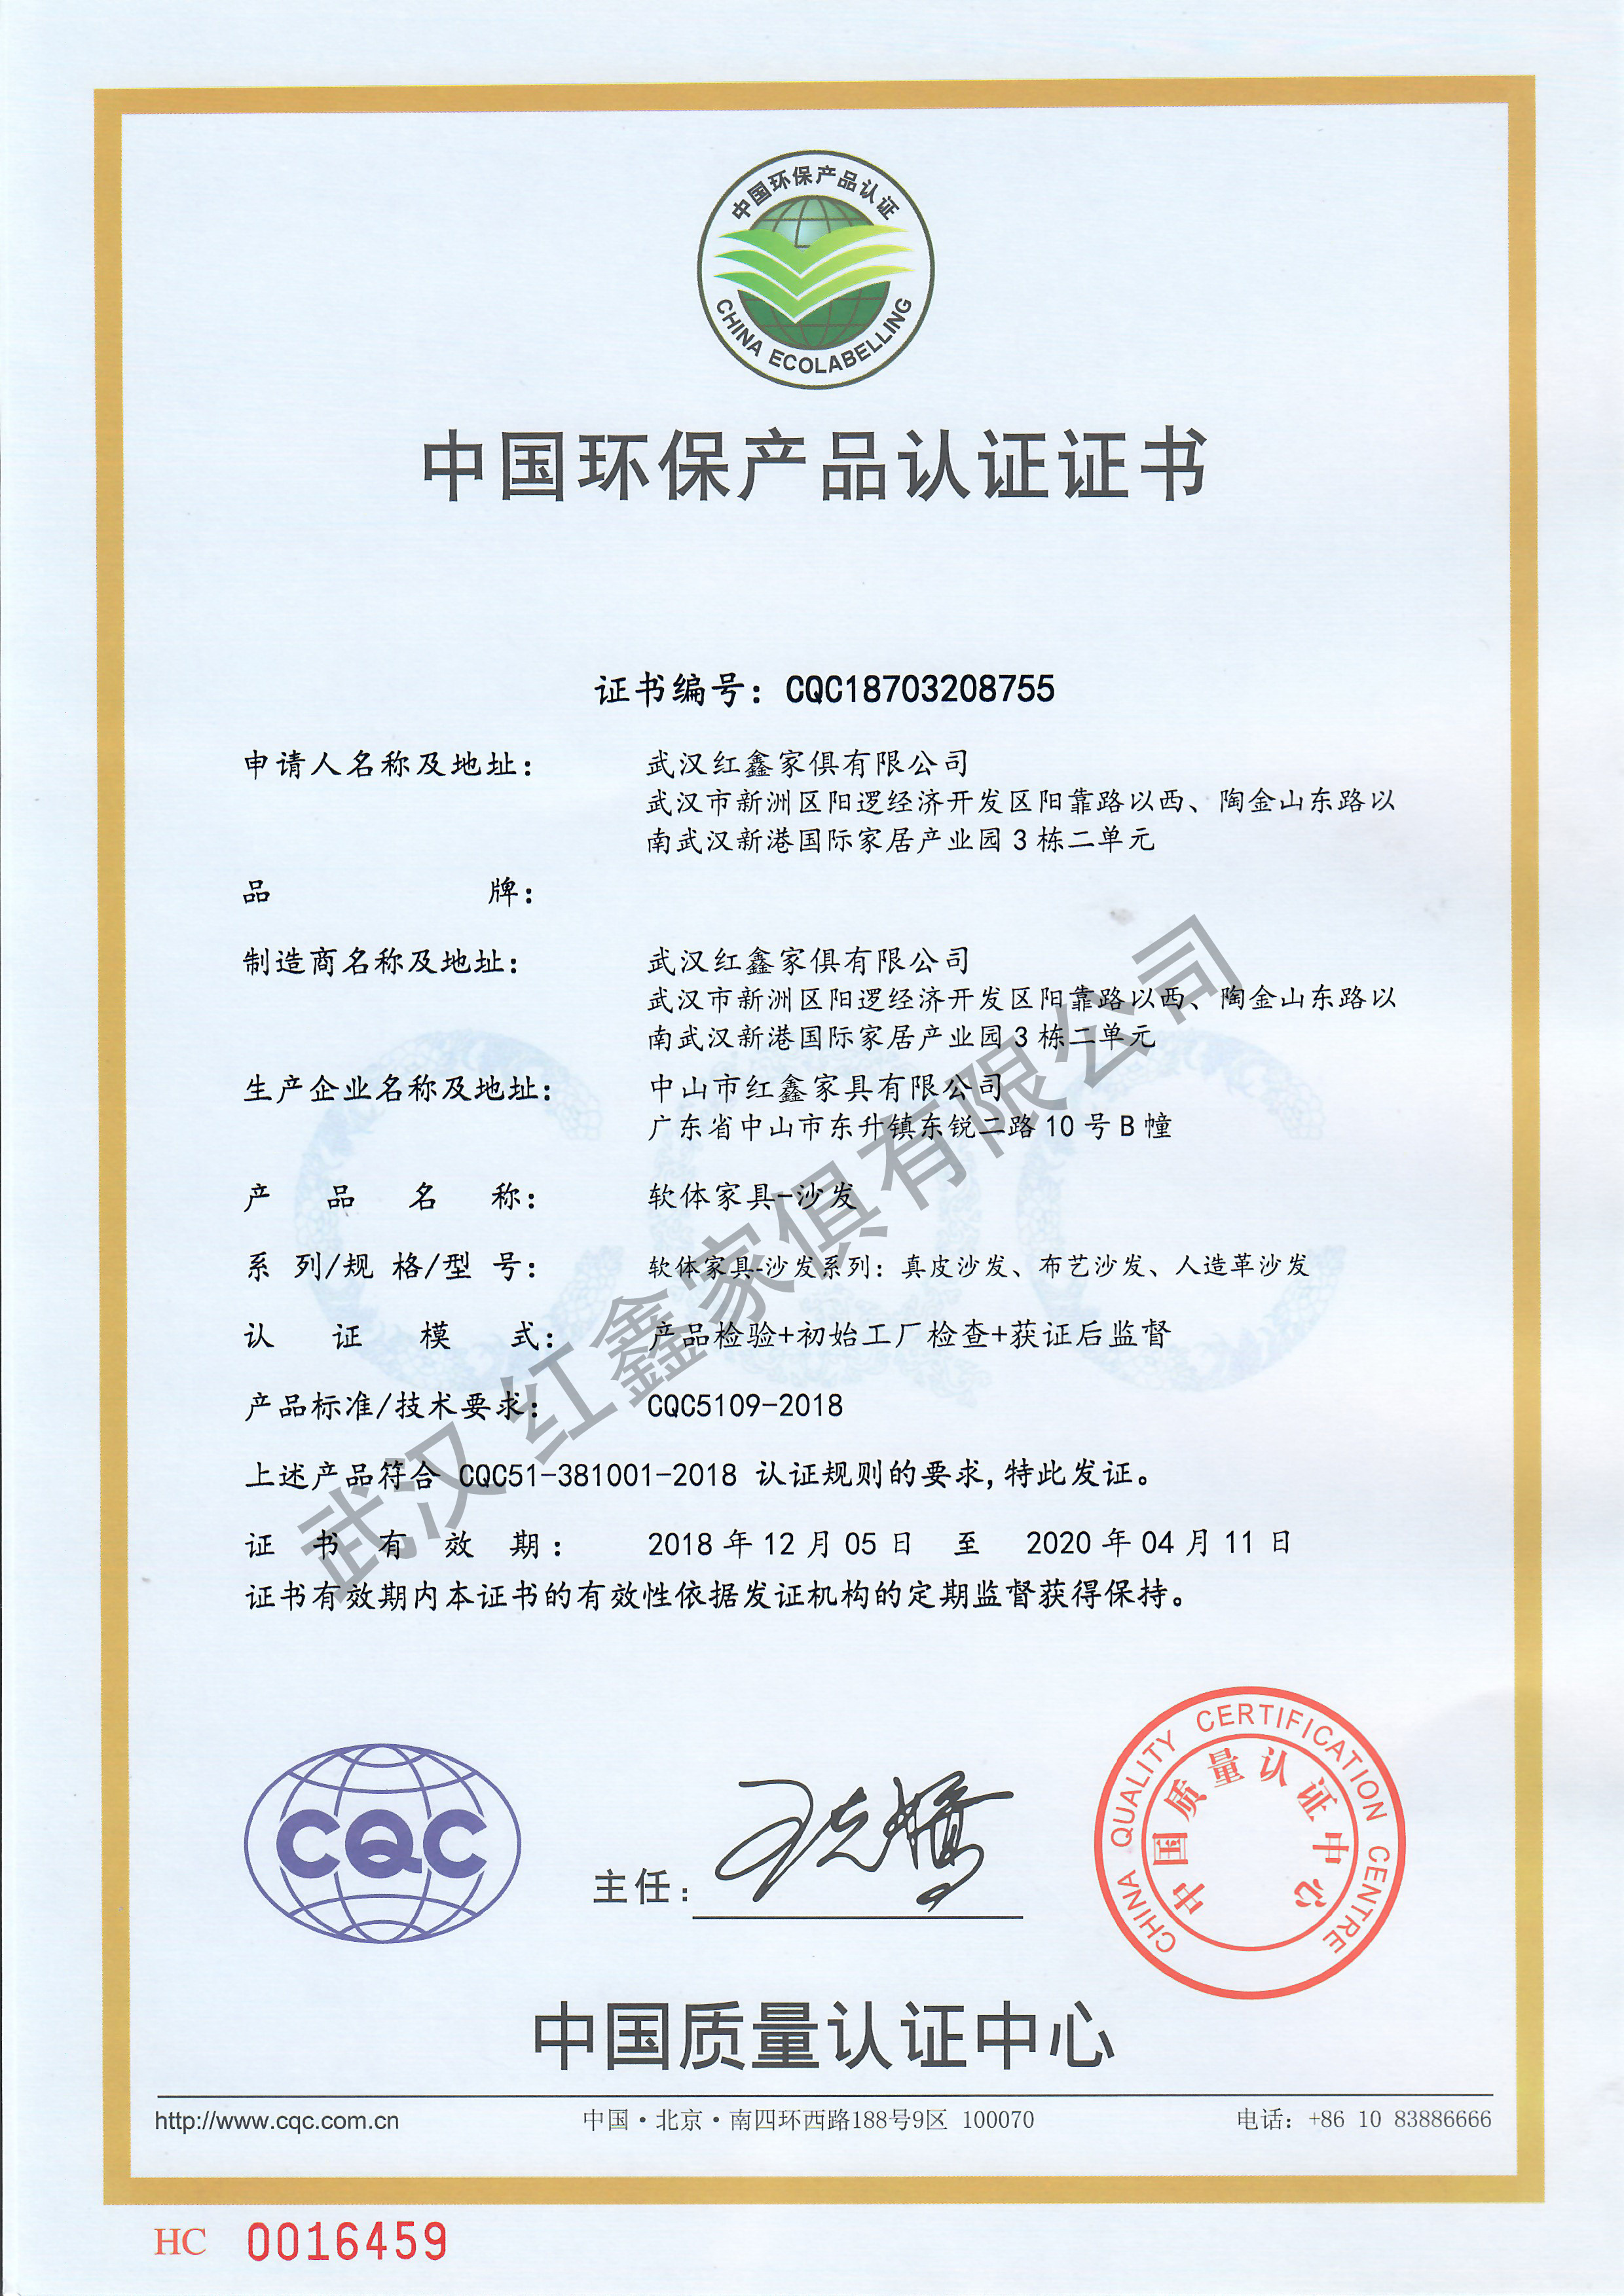 中国环保产品认证
CHINA ECOLABELLING
中国环保产品认证证书
证书编号：CQC18703208755
申请人名称及地址： 武汉红鑫家俱有限公司
武汉市新洲区阳逻经济开发区阳靠路以西、陶金山东路以
南武汉新港国际家居产业园 3 栋二单元
品 牌：
制造商名称及地址： 武汉红鑫家俱有限公司
武汉市新洲区阳逻经济开发区阳靠路以西、陶金山东路以
南武汉新港国际家居产业园 3 栋二单元
生产企业名称及地址： 中山市红鑫家具有限公司
广东省中山市东升镇东锐二路 10 号 B 幢
产 品 名 称： 软体家具-沙发
系 列/规 格/型 号： 软体家具-沙发系列：真皮沙发、布艺沙发、人造革沙发
认 证 模 式： 产品检验+初始工厂检查+获证后监督
产品标准/技术要求： CQC5109-2018
上述产品符合 CQC51-381001-2018 认证规则的要求,特此发证。
证 书 有 效 期： 2018 年 12 月 05 日 至 2020 年 04 月 11 日
证书有效期内本证书的有效性依据发证机构的定期监督获得保持。
武汉红鑫家俱有限公司
CQC
主任：
CHINA QUALITY CERTIFICATION CENTRE
中国质量认证中心
中国质量认证中心
http://www.cqc.com.cn 中国·北京·南四环西路188号9区 100070 电话：+86 10 83886666
HC 0016459